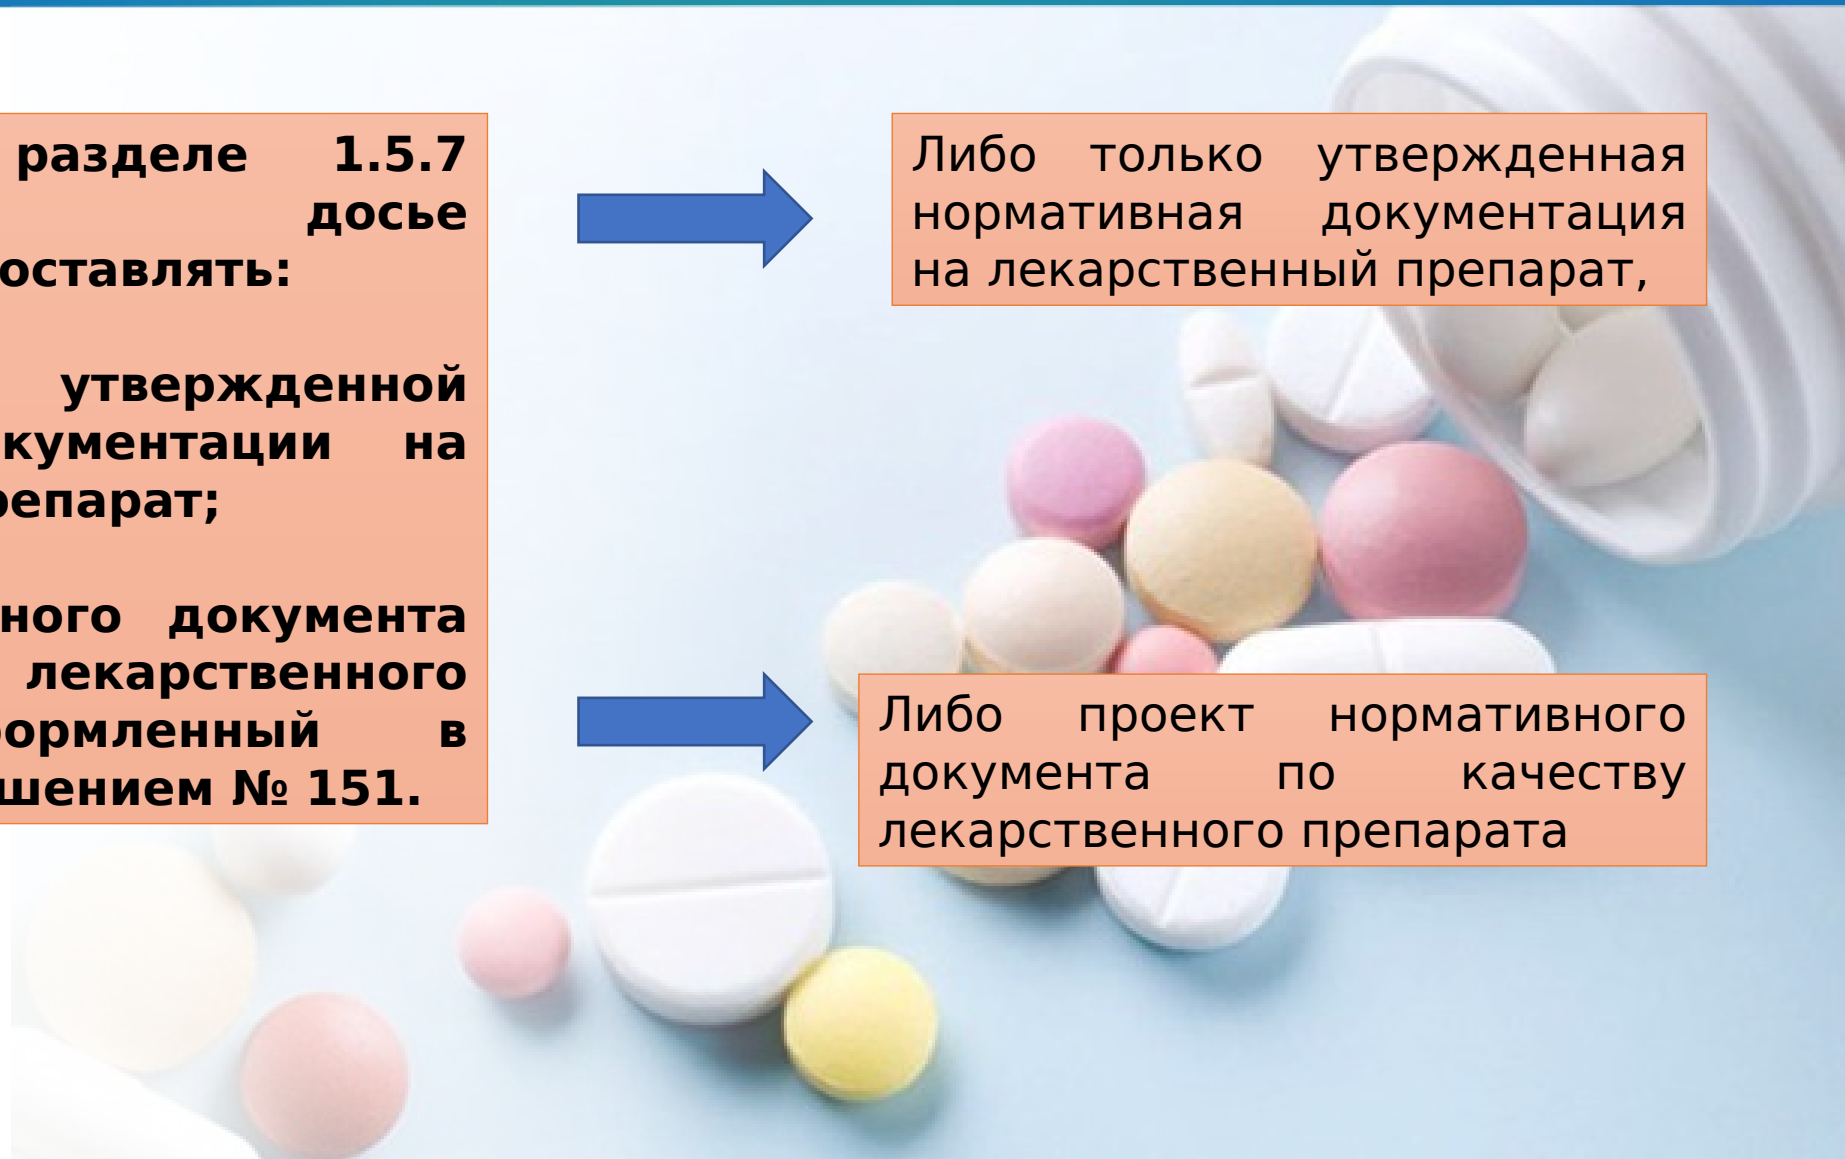 разделе 1.5.7
досье
оставлять:
утвержденной
кументации на
репарат;
ного документа
лекарственного
ормленный в
шением № 151.
Либо только утвержденная
нормативная документация
на лекарственный препарат,
Либо проект нормативного
документа по качеству
лекарственного препарата